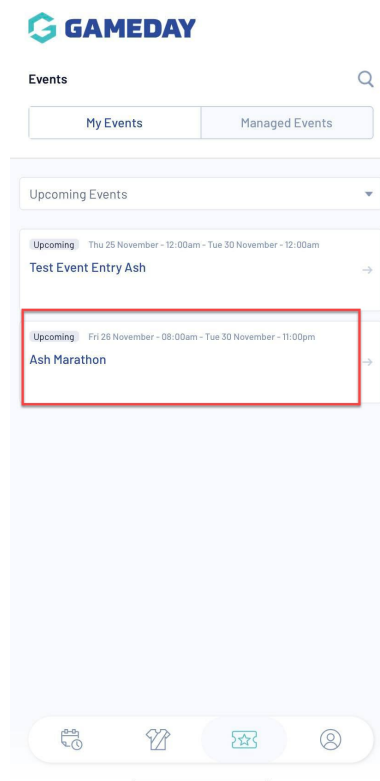 GAMEDAY
Events
My Events Managed Events
Upcoming Events
Upcoming Thu 25 November - 12:00am - Tue 30 November - 12:00am
Test Event Entry Ash
Upcoming Fri 26 November - 08:00am - Tue 30 November - 11:00pm
Ash Marathon